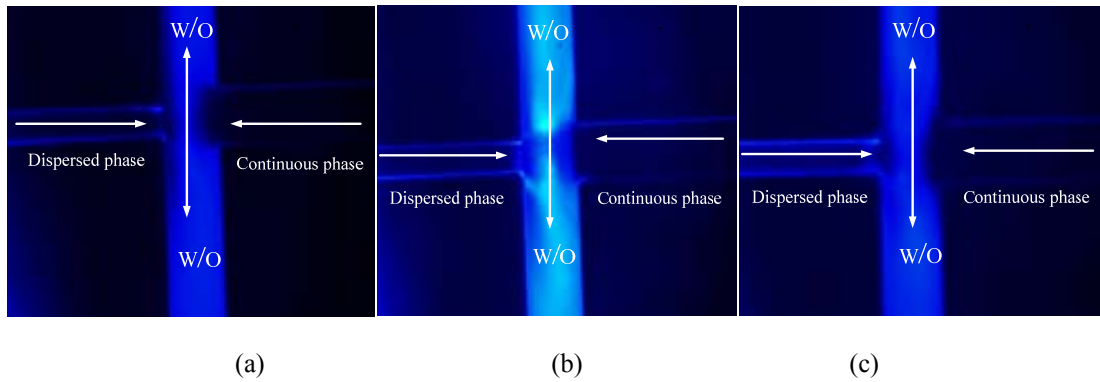 W/O
Dispersed phase
Continuous phase
W/O
W/O
Dispersed phase
Continuous phase
W/O
W/O
Dispersed phase
Continuous phase
W/O
(a)
(b)
(c)